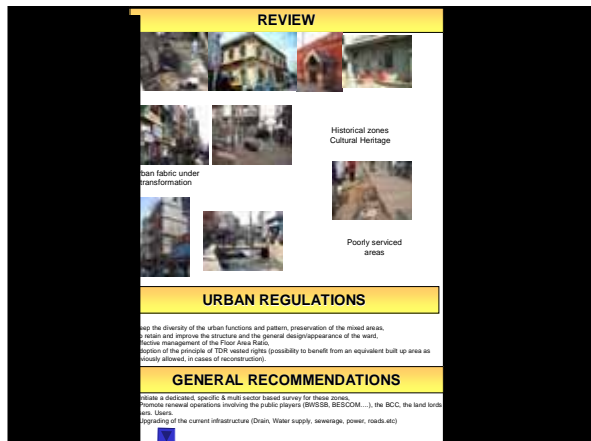 REVIEW
Historical zones
Cultural Heritage
ban fabric under
transformation
Poorly serviced
areas
URBAN REGULATIONS
eep the diversity of the urban functions and pattern, preservation of the mixed areas,
retain and improve the structure and the general design/appearance of the ward,
ffective management of the Floor Area Ratio,
doption of the principle of TDR vested rights (possibility to benefit from an equivalent built up area as
viously allowed, in cases of reconstruction).
GENERAL RECOMMENDATIONS
nitiate a dedicated, specific & multi sector based survey for these zones,
Promote renewal operations involving the public players (BWSSB, BESCOM....), the BCC, the land lords
sers. Users.
Upgrading of the current infrastructure (Drain, Water supply, sewerage, power, roads.etc)